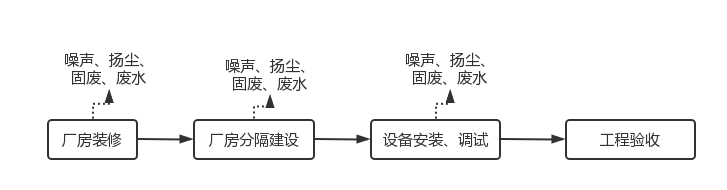 噪声、扬尘、
固废、废水
噪声、扬尘、
固废、废水
噪声、扬尘、
固废、废水
厂房装修
厂房分隔建设
设备安装、调试
工程验收